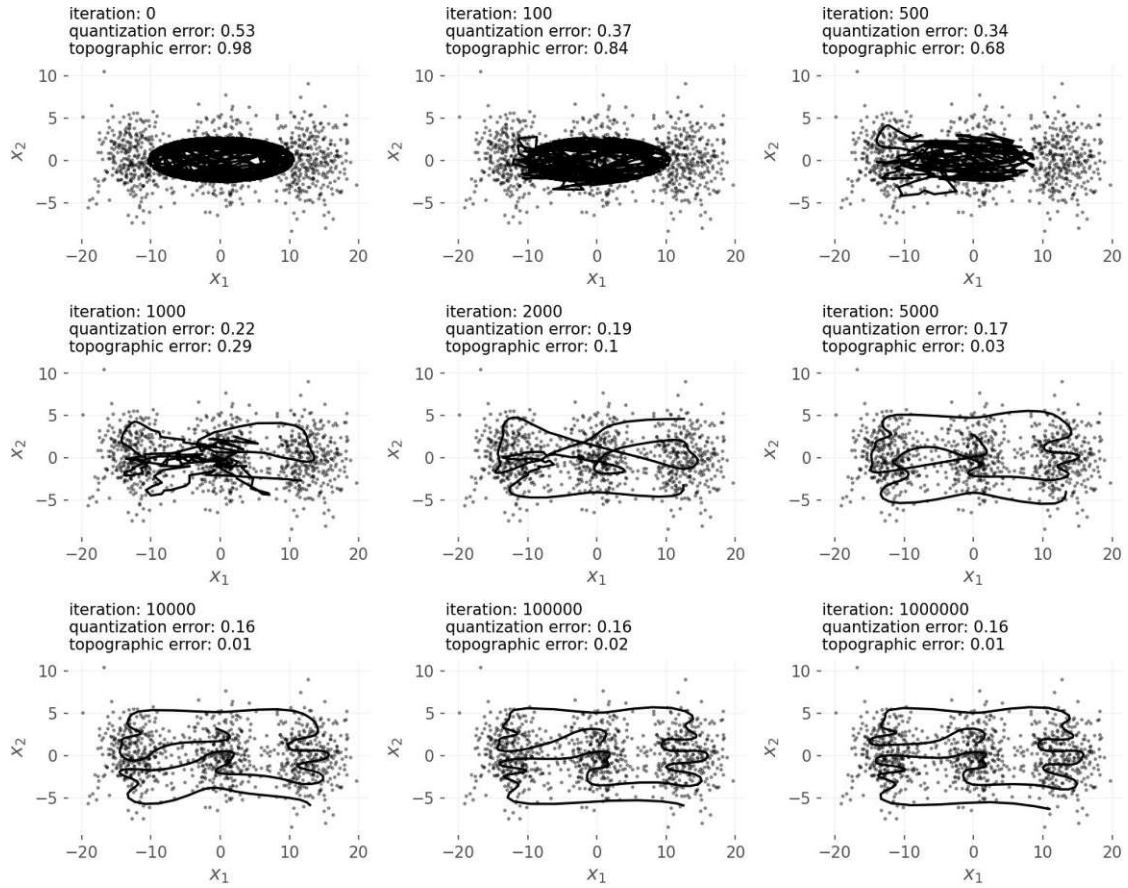 iteration: 0
quantization error: 0.53
topographic error: 0.98
10
5
0
−5
x2
−20 −10 0 10 20
x1
iteration: 100
quantization error: 0.37
topographic error: 0.84
10
5
0
−5
x2
−20 −10 0 10 20
x1
iteration: 500
quantization error: 0.34
topographic error: 0.68
10
5
0
−5
x2
−20 −10 0 10 20
x1
iteration: 1000
quantization error: 0.22
topographic error: 0.29
10
5
0
−5
x2
−20 −10 0 10 20
x1
iteration: 2000
quantization error: 0.19
topographic error: 0.1
10
5
0
−5
x2
−20 −10 0 10 20
x1
iteration: 5000
quantization error: 0.17
topographic error: 0.03
10
5
0
−5
x2
−20 −10 0 10 20
x1
iteration: 10000
quantization error: 0.16
topographic error: 0.01
10
5
0
−5
x2
−20 −10 0 10 20
x1
iteration: 100000
quantization error: 0.16
topographic error: 0.02
10
5
0
−5
x2
−20 −10 0 10 20
x1
iteration: 1000000
quantization error: 0.16
topographic error: 0.01
10
5
0
−5
x2
−20 −10 0 10 20
x1